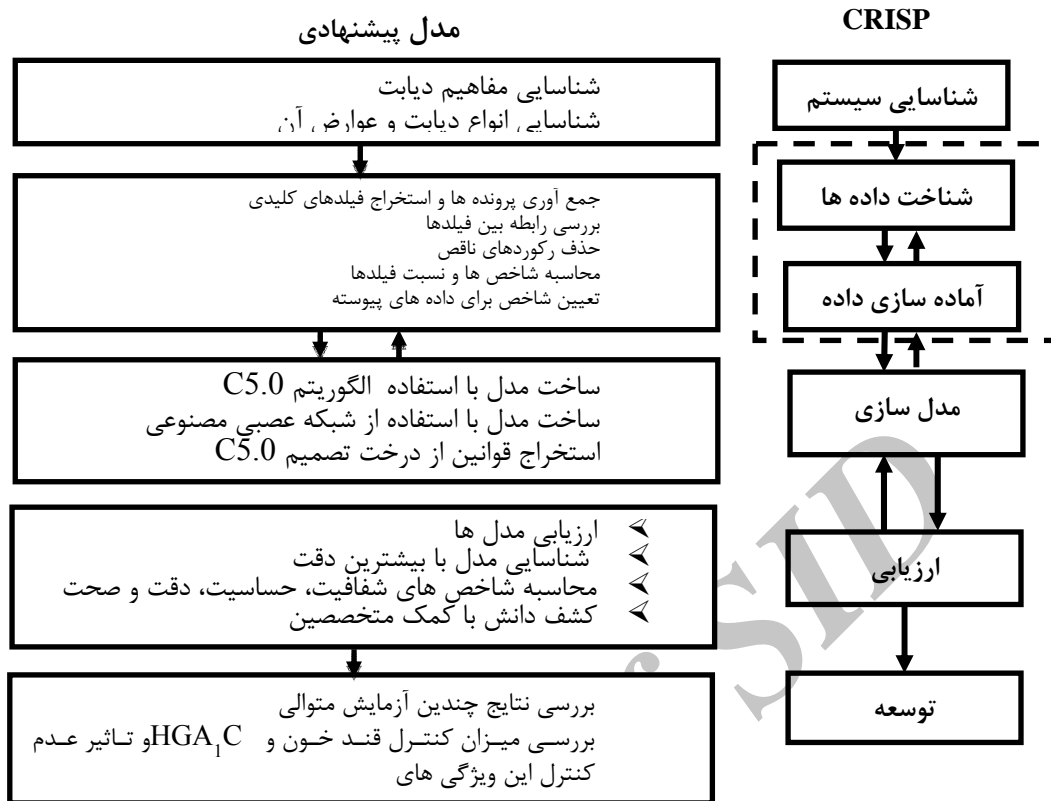 CRISP
مدل پیشنهادی
شناسایی سیستم
شناخت داده ها
آماده سازی داده
مدل سازی
ارزیابی
توسعه
شناسایی مفاهیم دیابت
شناسایی انواع دیابت و عوارض آن
جمع آوری پرونده ها و استخراج فیلدهای کلیدی
بررسی رابطه بین فیلدها
حذف رکوردهای ناقص
محاسبه شاخص ها و نسبت فیلدها
تعیین شاخص برای داده های پیوسته
ساخت مدل با استفاده الگوریتم C5.0
ساخت مدل با استفاده از شبکه عصبی مصنوعی
استخراج قوانین از درخت تصمیم C5.0
ارزیابی مدل ها
شناسایی مدل با بیشترین دقت
محاسبه شاخص های شفافیت، حساسیت، دقت و صحت
کشف دانش با کمک متخصصین
بررسی نتایج چندین آزمایش متوالی
بررسی میزان کنترل قند خون و HGA1C و تاثیر عدم
کنترل این ویژگی های
SID